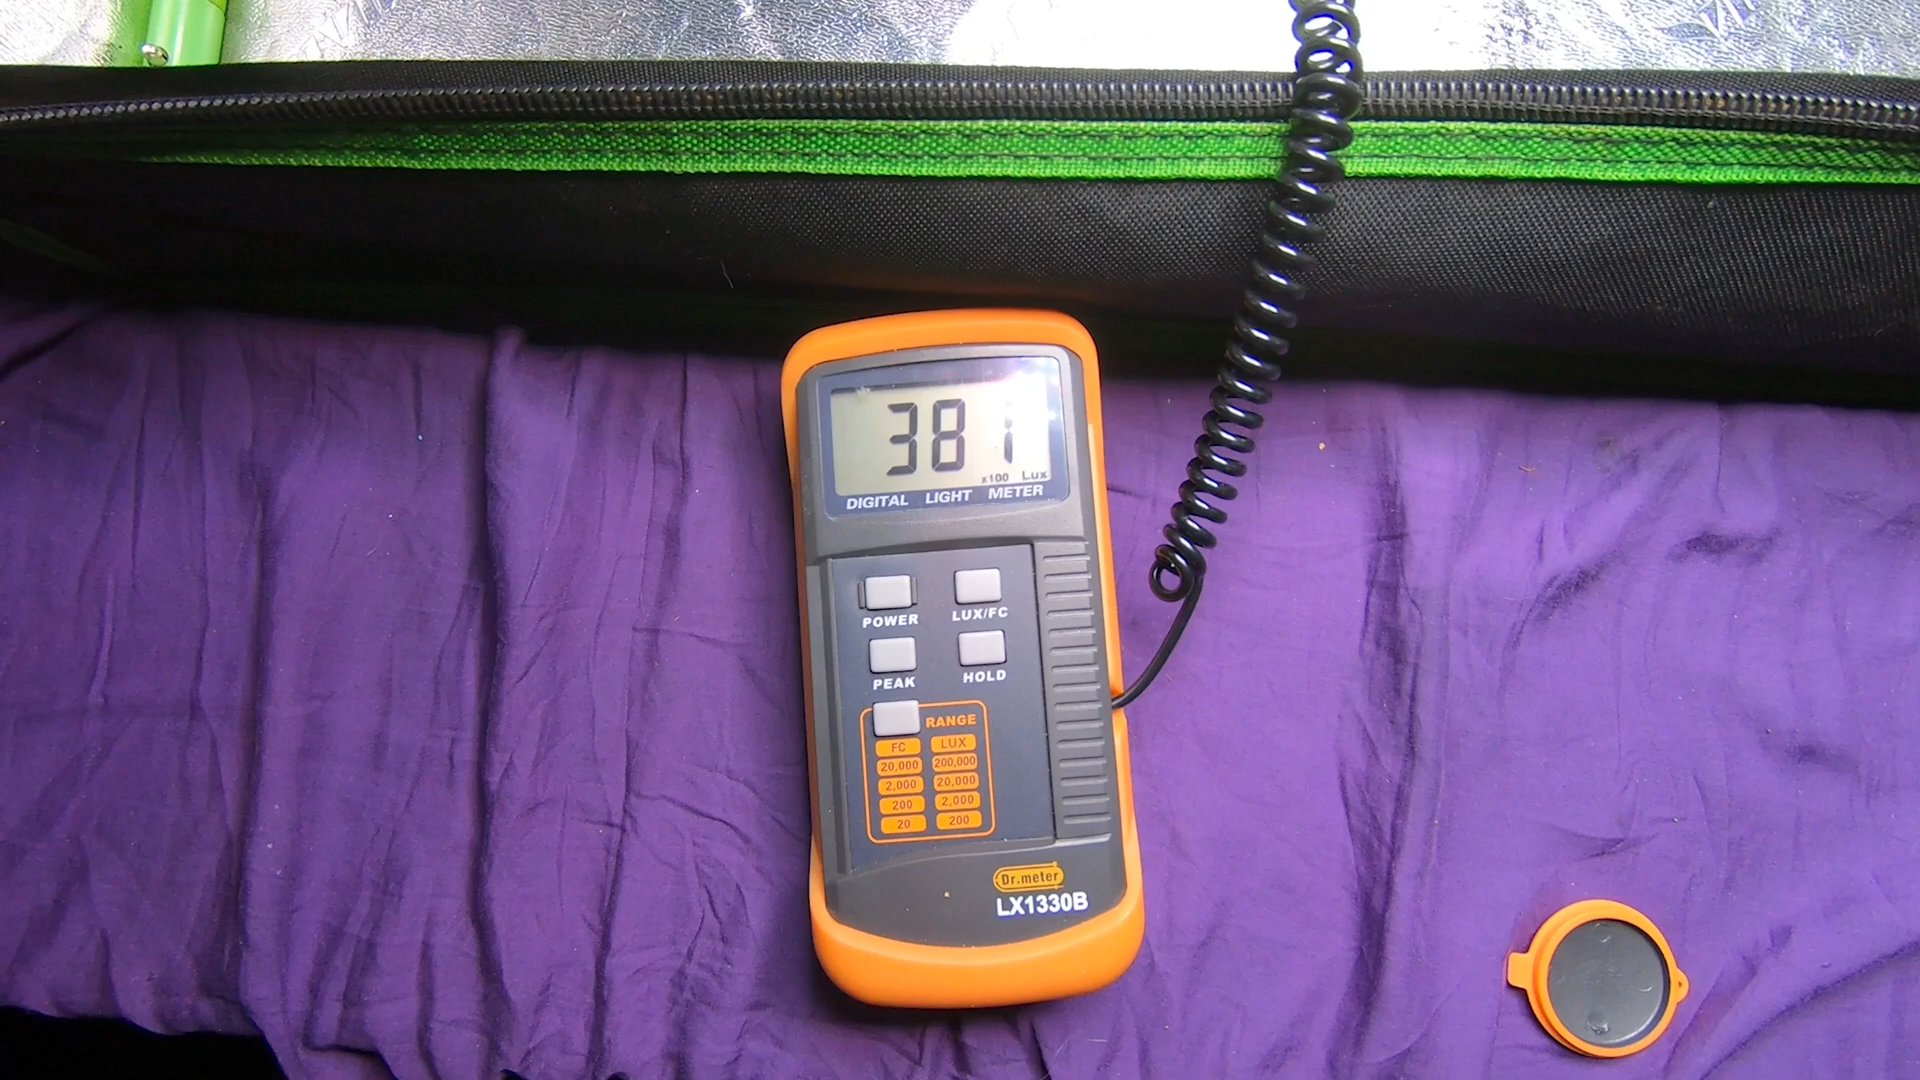 381
x100 Lux
DIGITAL LIGHT METER
POWER LUX/FC
PEAK HOLD
RANGE
FC LUX
20,000 200,000
2,000 20,000
200 2,000
20 200
Dr.meter
LX1330B